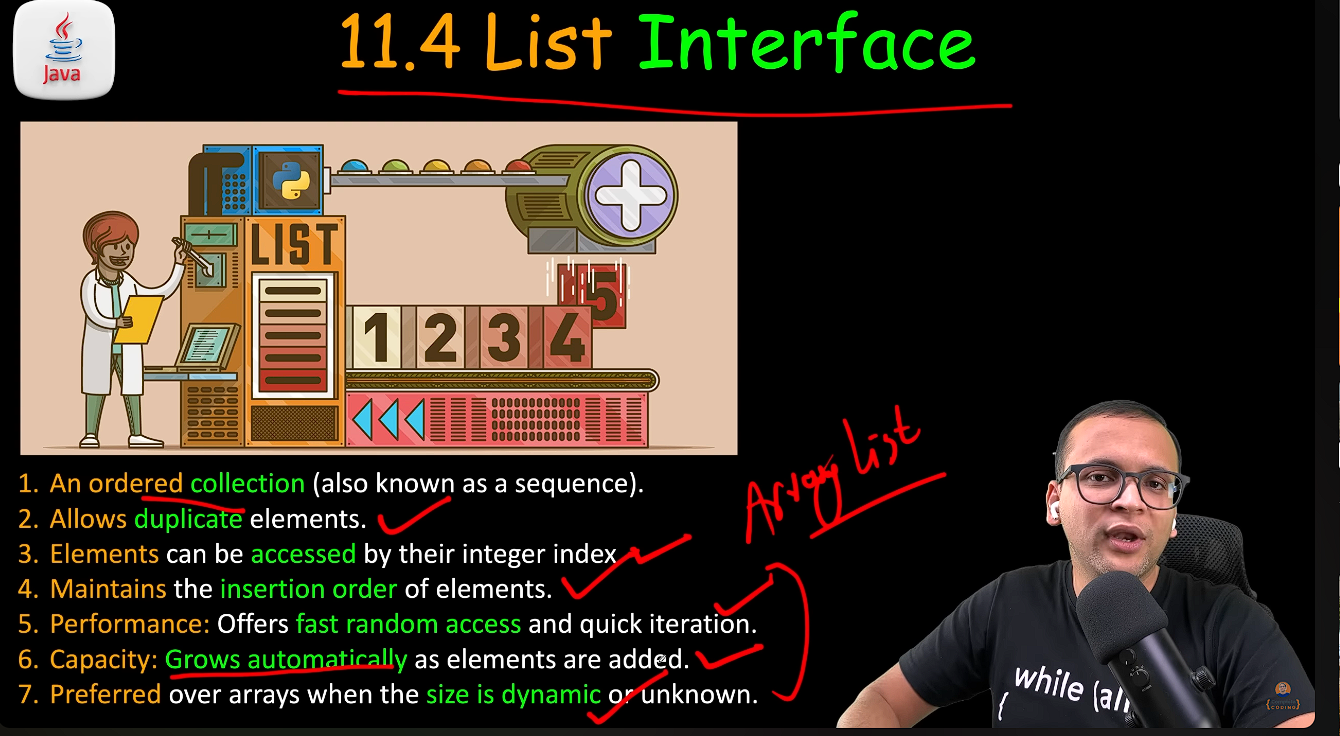 Java
11.4 List Interface
LIST
1 2 3 4 5
1. An ordered collection (also known as a sequence).
2. Allows duplicate elements.
3. Elements can be accessed by their integer index
4. Maintains the insertion order of elements.
5. Performance: Offers fast random access and quick iteration.
6. Capacity: Grows automatically as elements are added.
7. Preferred over arrays when the size is dynamic or unknown.
Array List
while (ali
{
CODING